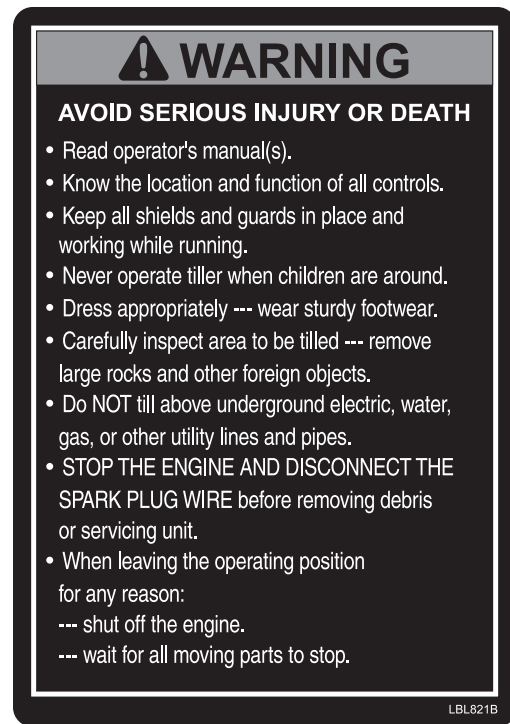 WARNING
AVOID SERIOUS INJURY OR DEATH
• Read operator's manual(s).
• Know the location and function of all controls.
• Keep all shields and guards in place and
working while running.
• Never operate tiller when children are around.
• Dress appropriately --- wear sturdy footwear.
• Carefully inspect area to be tilled --- remove
large rocks and other foreign objects.
• Do NOT till above underground electric, water,
gas, or other utility lines and pipes.
• STOP THE ENGINE AND DISCONNECT THE
SPARK PLUG WIRE before removing debris
or servicing unit.
• When leaving the operating position
for any reason:
--- shut off the engine.
--- wait for all moving parts to stop.
LBL821B